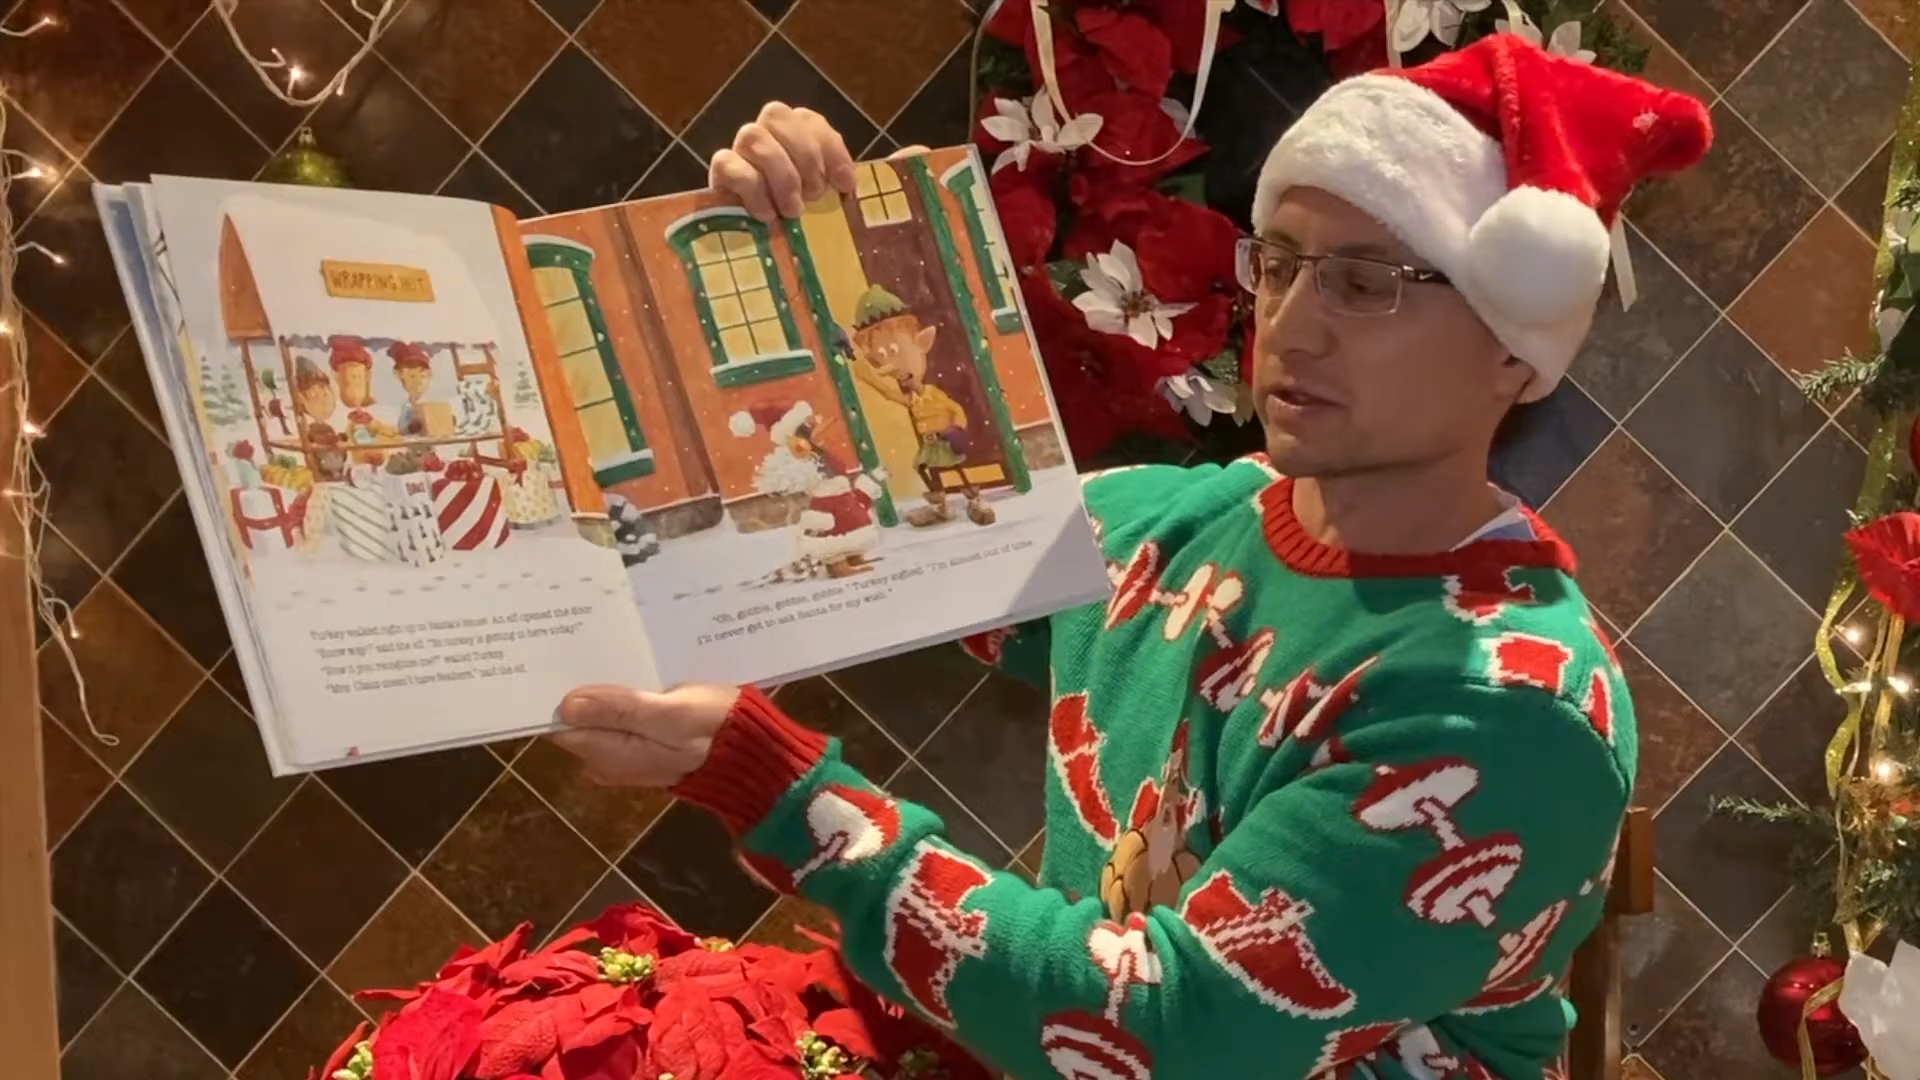 WRAPPING HUT
Turkey walked right up to Santa's house. An elf opened the door.
"Snow way!" said the elf. "No turkey is getting in here today!"
"How'd you recognize me?" wailed Turkey.
"Mrs. Claus doesn't have feathers," said the elf.
"Oh, gobble, gobble, gobble." Turkey sighed. "I'm almost out of time.
I'll never get to ask Santa for my wish."